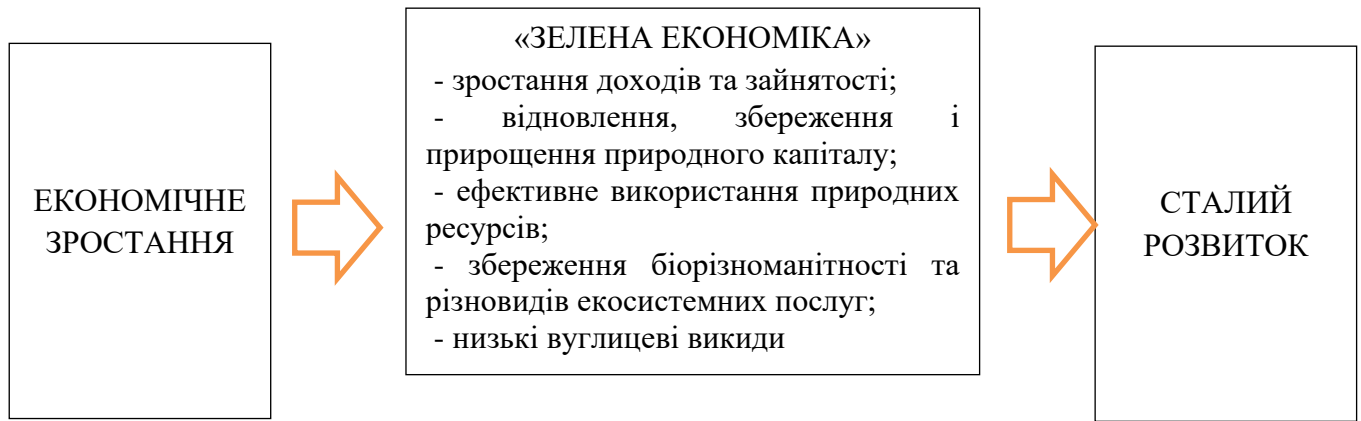 ЕКОНОМІЧНЕ
ЗРОСТАННЯ
«ЗЕЛЕНА ЕКОНОМІКА»
- зростання доходів та зайнятості;
- відновлення, збереження і
прирощення природного капіталу;
- ефективне використання природних
ресурсів;
- збереження біорізноманітності та
різновидів екосистемних послуг;
- низькі вуглицеві викиди
СТАЛИЙ
РОЗВИТОК